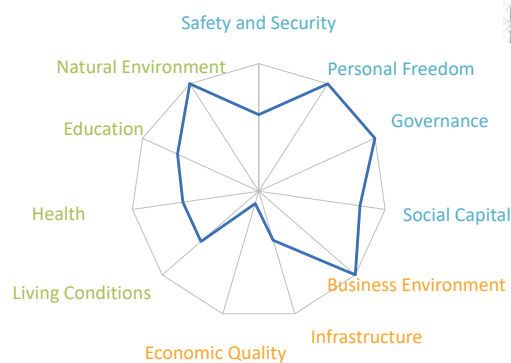 Safety and Security
Natural Environment
Personal Freedom
Education
Governance
Health
Social Capital
Living Conditions
Business Environment
Infrastructure
Economic Quality